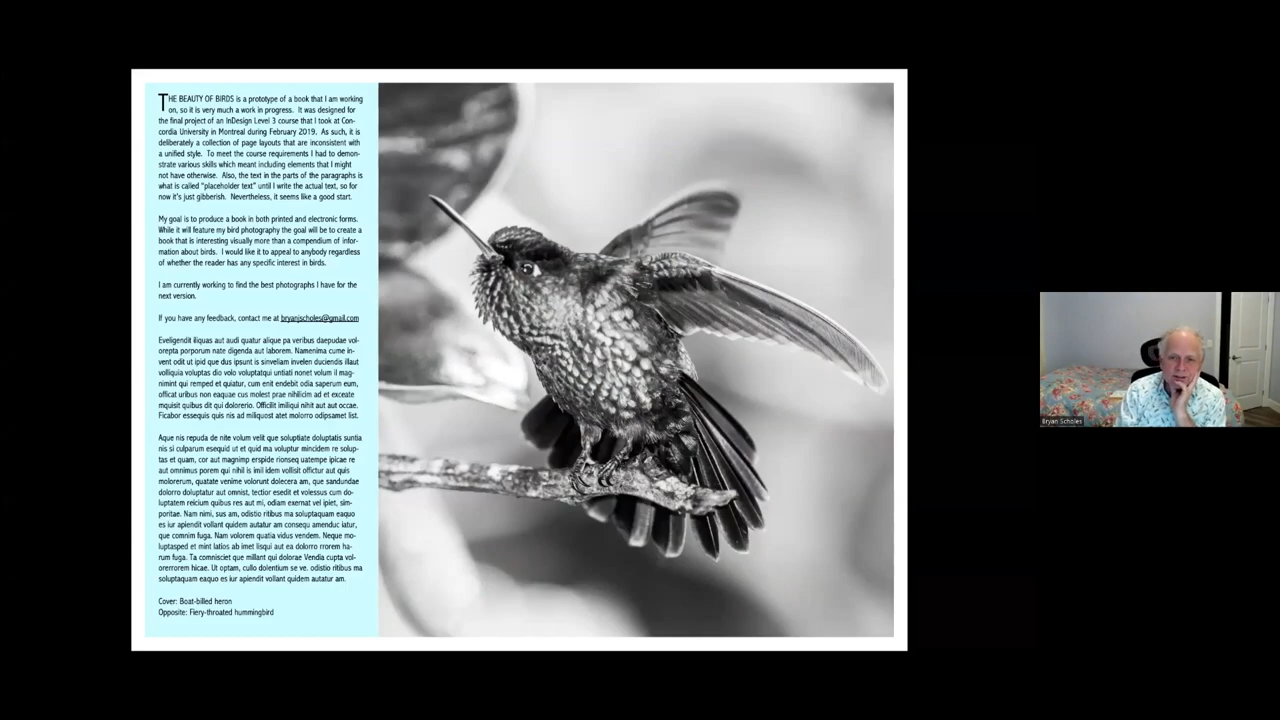 THE BEAUTY OF BIRDS is a prototype of a book that I am working
on, so it is very much a work in progress. It was designed for
the final project of an InDesign Level 3 course that I took at Con-
cordia University in Montreal during February 2019. As such, it is
deliberately a collection of page layouts that are inconsistent with
a unified style. To meet the course requirements I had to demon-
strate various skills which meant including elements that I might
not have otherwise. Also, the text in the parts of the paragraphs is
what is called "placeholder text" until I write the actual text, so for
now it's just gibberish. Nevertheless, it seems like a good start.
My goal is to produce a book in both printed and electronic forms.
While it will feature my bird photography the goal will be to create a
book that is interesting visually more than a compendium of infor-
mation about birds. I would like it to appeal to anybody regardless
of whether the reader has any specific interest in birds.
I am currently working to find the best photographs I have for the
next version.
If you have any feedback, contact me at bryanjscholes@gmail.com
Eveligendit iliquas aut audi quatur alique pa veribus daepudae vol-
orepta porporum nate digenda aut laborem. Namenima cume in-
vent odit ut ipid que dus ipsunt is sinveliam invelen duciendis illaut
volliquia voluptas dio volo voluptatqui untiati nonet volum il mag-
nimint qui remped et quiatur, cum enit endebit odia saperum eum,
officat uribus non eaquae cus molest prae nihilicim ad et exceate
mquisit quibus dit qui dolorerio. Officilit imiliqui nihit aut aut occae.
Ficabor essequis quis nis ad miliquost atet molorro odipsamet list.
Aque nis repuda de nite volum velit que soluptiate doluptatis suntia
nis si culparum esequid ut et quid ma voluptur mincidem re solup-
tas et quam, cor aut magnimp erspide rionseq uatempe ipicae re
aut omnimus porem qui nihil is imil idem vollisit offictur aut quis
molorerum, quatate venime volorunt dolecera am, que sandundae
dolorro doluptatur aut omnist, tectior esedit et volessus cum do-
luptatem reicium quibus res aut mi, odiam exernat vel ipiet, sim-
poritae. Nam nimi, sus am, odistio ritibus ma soluptaquam eaquo
es iur apiendit vollant quidem autatur am consequ amenduc iatur,
que comnim fuga. Nam volorem quatia vidus vendem. Neque mo-
luptasped et mint latios ab imet lisqui aut ea dolorro rrorem ha-
rum fuga. Ta comnisciet que millant qui dolorae Vendia cupta vol-
orerrorem hicae. Ut optam, cullo dolentium se ve. odistio ritibus ma
soluptaquam eaquo es iur apiendit vollant quidem autatur am.
Cover: Boat-billed heron
Opposite: Fiery-throated hummingbird
Bryan Scholes